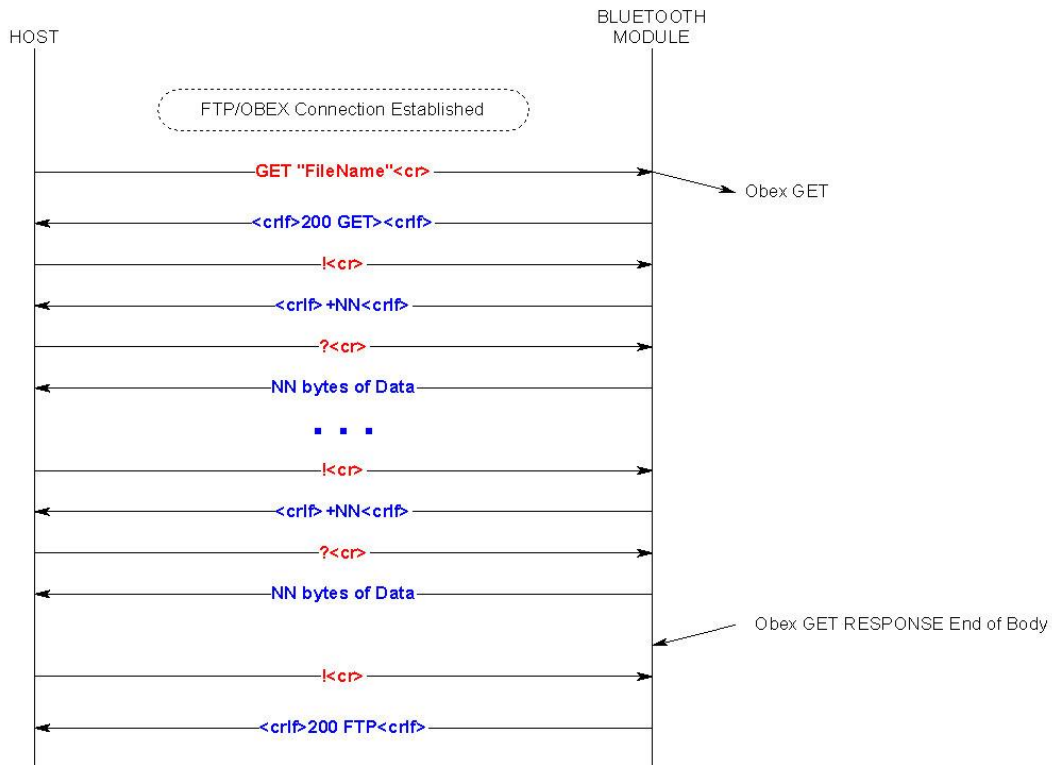 HOST
BLUETOOTH
MODULE
FTP/OBEX Connection Established
GET "FileName"<cr>
Obex GET
<crlf>200 GET><crlf>
!<cr>
<crlf>+NN<crlf>
?<cr>
NN bytes of Data
. . .
!<cr>
<crlf>+NN<crlf>
?<cr>
NN bytes of Data
Obex GET RESPONSE End of Body
!<cr>
<crlf>200 FTP<crlf>